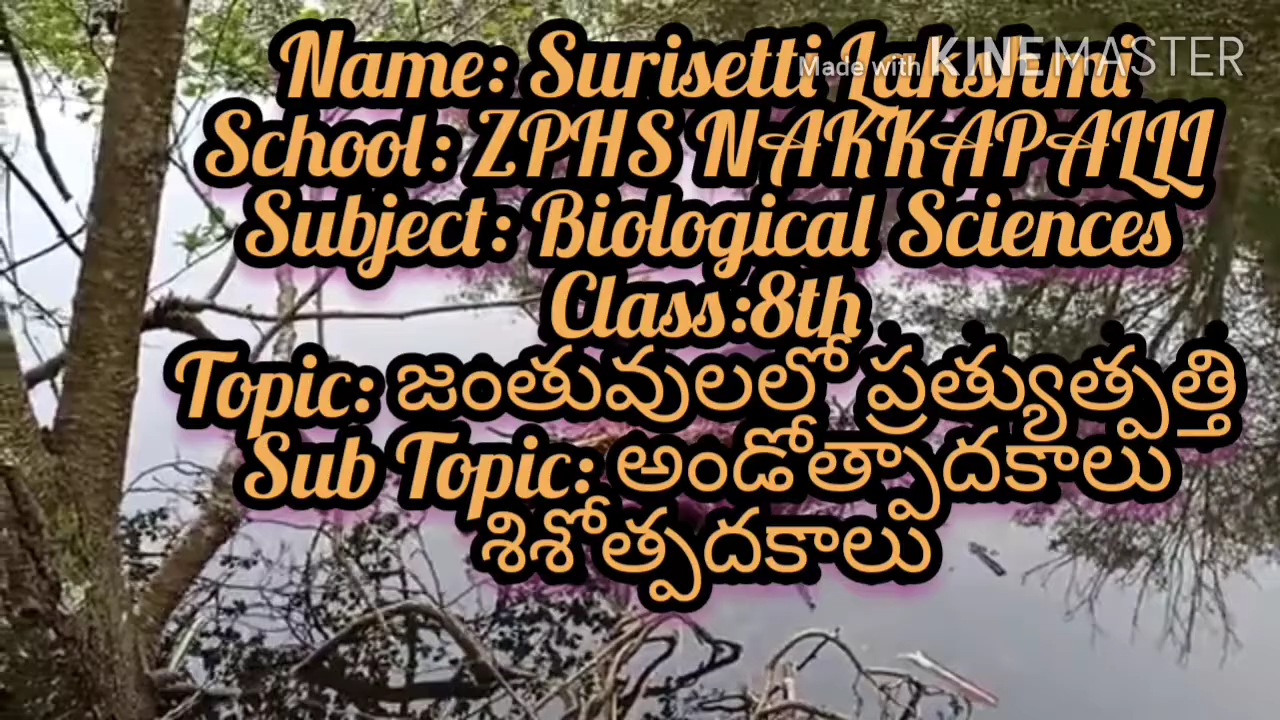 Name: Surisetti Lakshmi
Made with KINEMASTER
School: ZPHS NAKKAPALLI
Subject: Biological Sciences
Class:8th
Topic: జంతువులలో ప్రత్యుత్పత్తి
Sub Topic: అండోత్పాదకాలు
శిశోత్పదకాలు